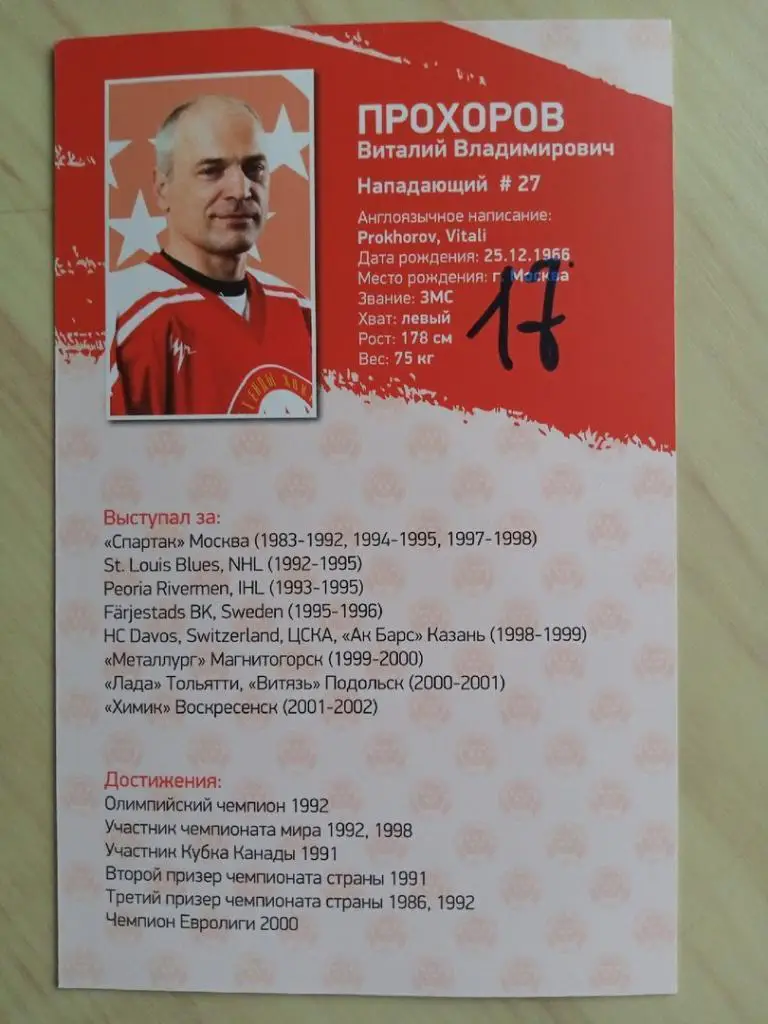 ПРОХОРОВ
Виталий Владимирович
Нападающий # 27
Англоязычное написание:
Prokhorov, Vitali
Дата рождения: 25.12.1966
Место рождения: г. Москва
Звание: ЗМС
Хват: левый
Рост: 178 см
Вес: 75 кг
17
Выступал за:
«Спартак» Москва (1983-1992, 1994-1995, 1997-1998)
St. Louis Blues, NHL (1992-1995)
Peoria Rivermen, IHL (1993-1995)
Färjestads BK, Sweden (1995-1996)
HC Davos, Switzerland, ЦСКА, «Ак Барс» Казань (1998-1999)
«Металлург» Магнитогорск (1999-2000)
«Лада» Тольятти, «Витязь» Подольск (2000-2001)
«Химик» Воскресенск (2001-2002)
Достижения:
Олимпийский чемпион 1992
Участник чемпионата мира 1992, 1998
Участник Кубка Канады 1991
Второй призер чемпионата страны 1991
Третий призер чемпионата страны 1986, 1992
Чемпион Евролиги 2000